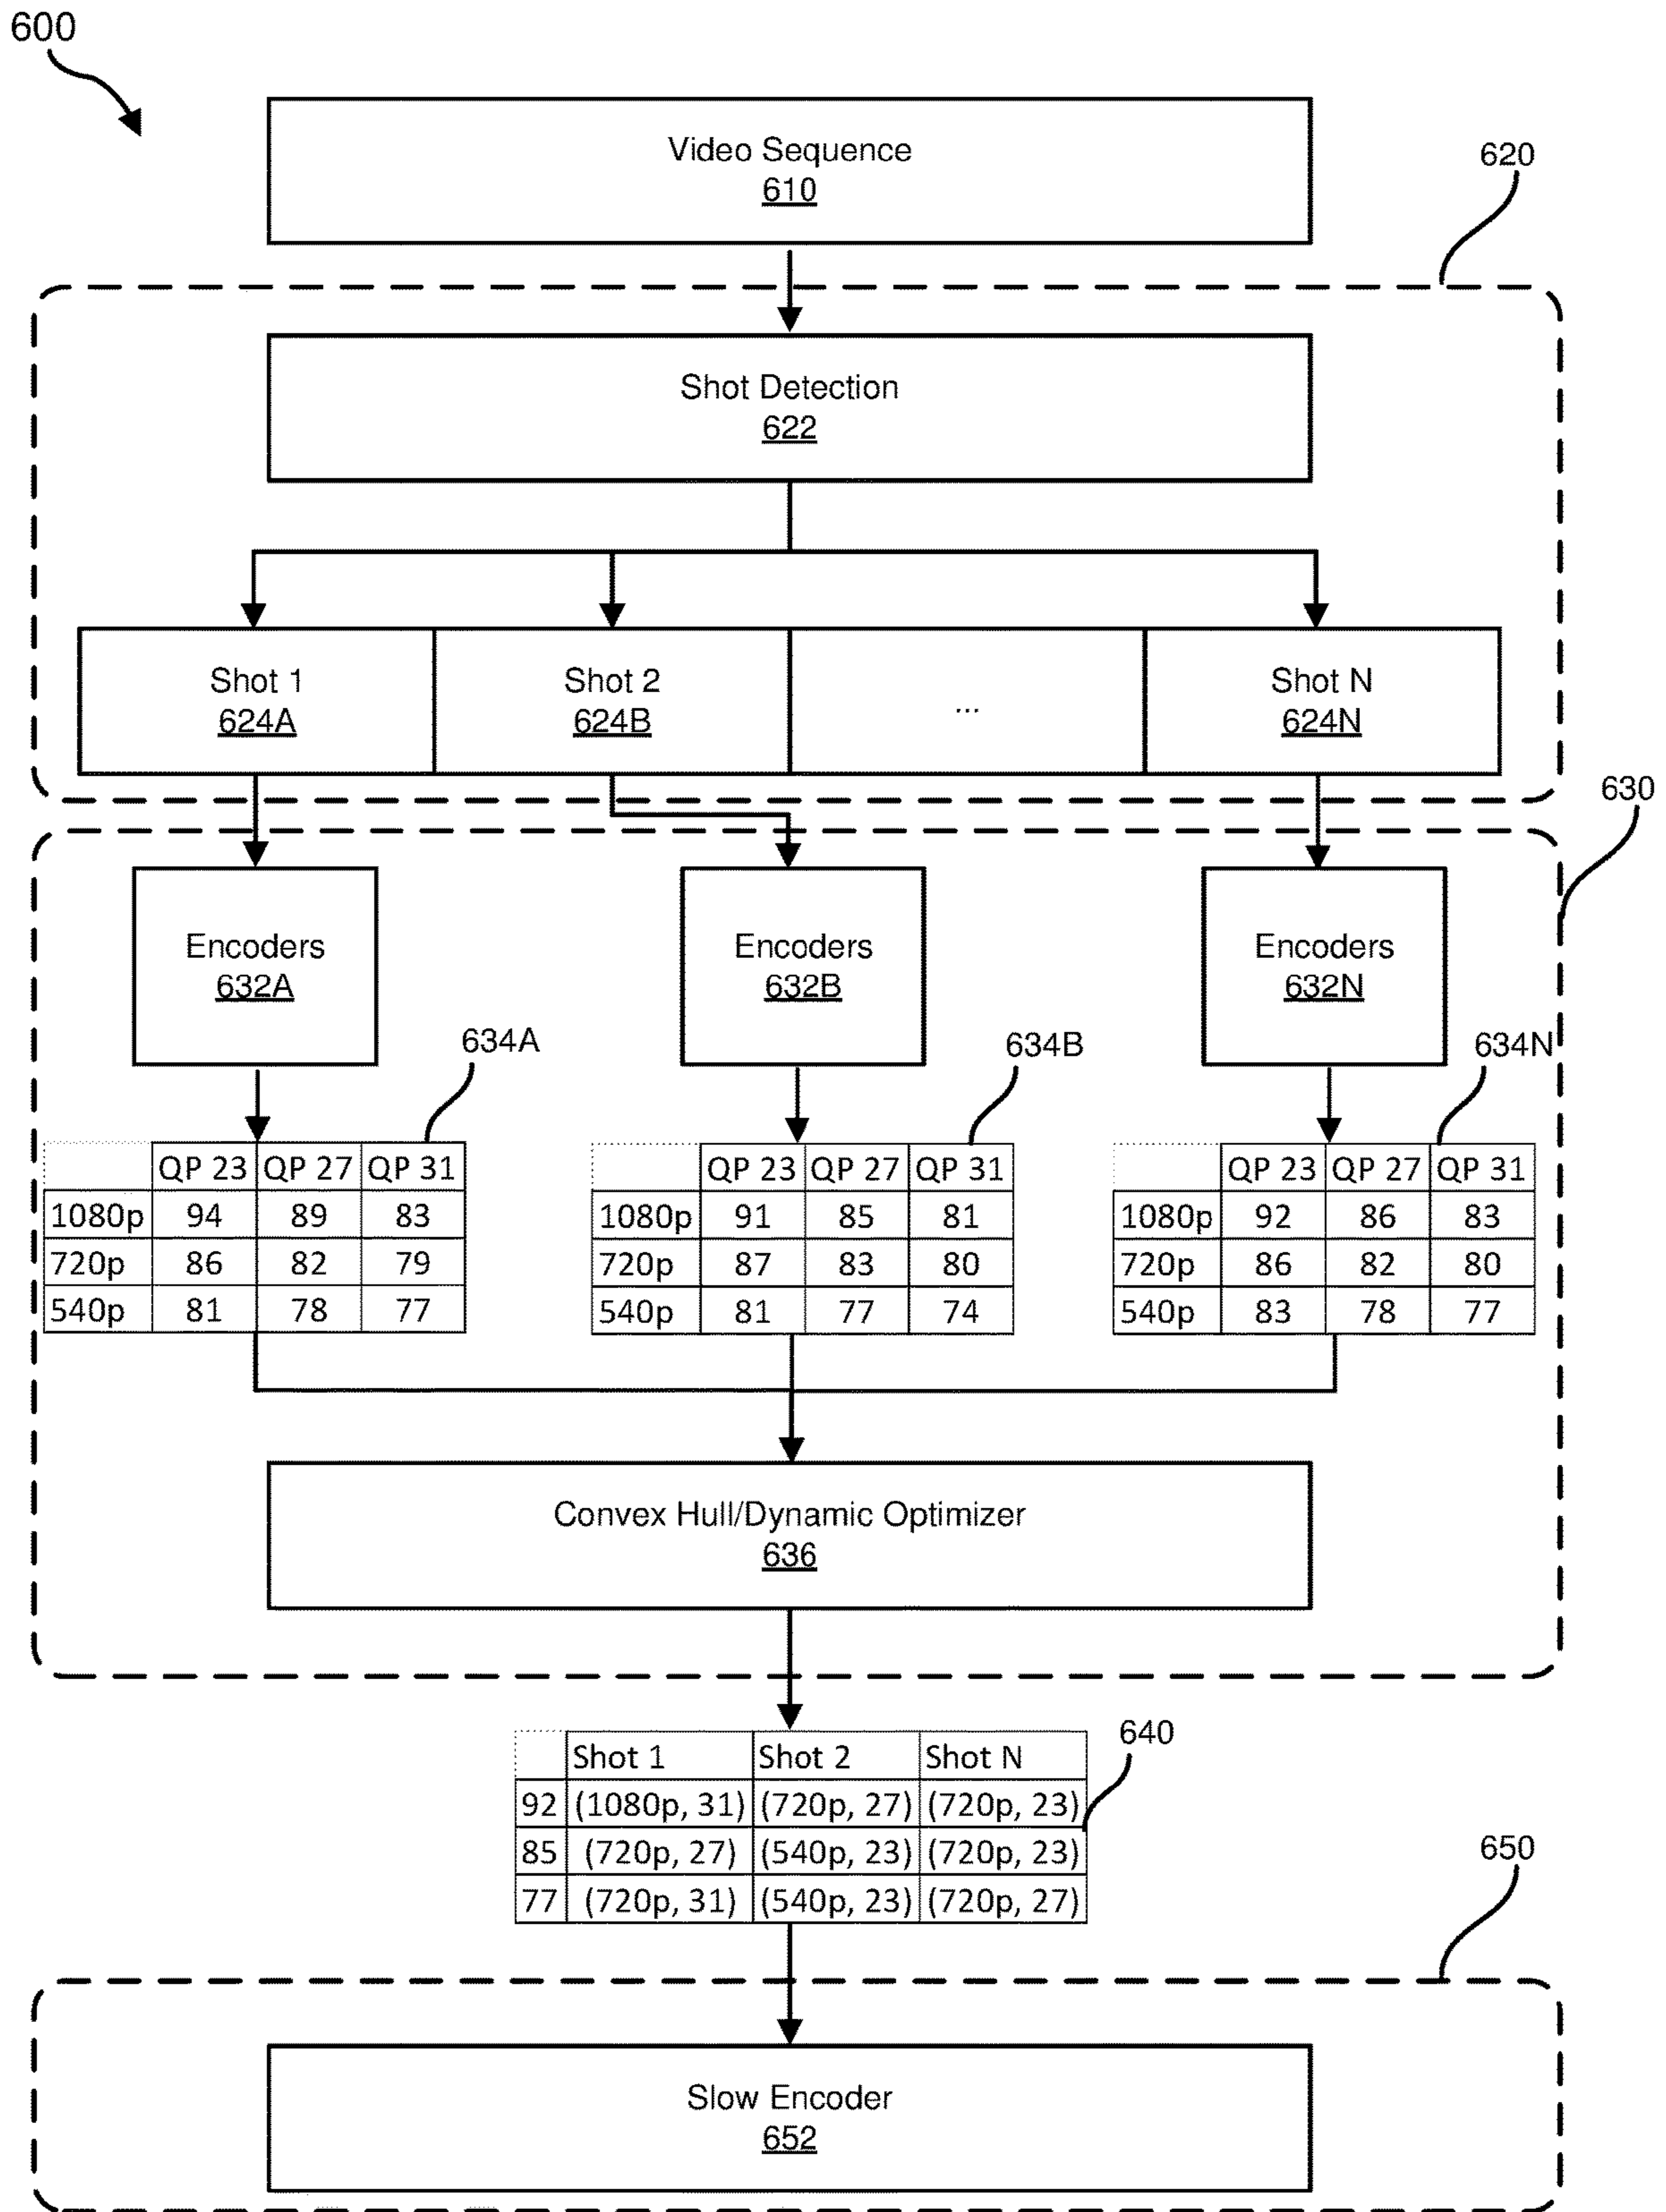 600
Video Sequence
610
620
Shot Detection
622
Shot 1
624A
Shot 2
624B
...
Shot N
624N
630
Encoders
632A
Encoders
632B
Encoders
632N
634A
634B
634N
QP 23 QP 27 QP 31
1080p 94 89 83
720p 86 82 79
540p 81 78 77
QP 23 QP 27 QP 31
1080p 91 85 81
720p 87 83 80
540p 81 77 74
QP 23 QP 27 QP 31
1080p 92 86 83
720p 86 82 80
540p 83 78 77
Convex Hull/Dynamic Optimizer
636
640
Shot 1 Shot 2 Shot N
92 (1080p, 31) (720p, 27) (720p, 23)
85 (720p, 27) (540p, 23) (720p, 23)
77 (720p, 31) (540p, 23) (720p, 27)
650
Slow Encoder
652